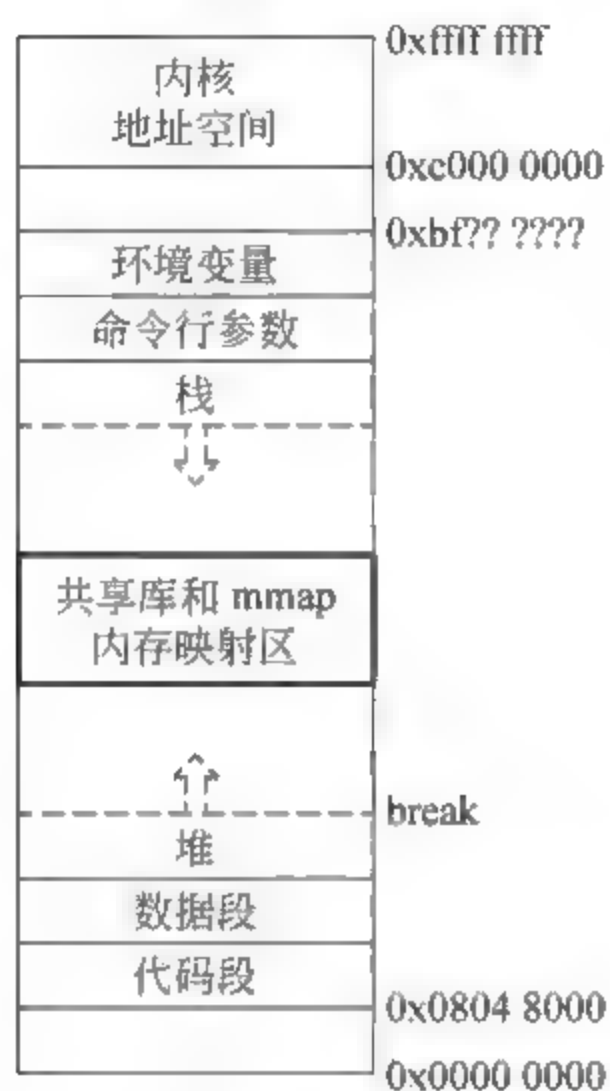 0xffff ffff
内核
地址空间
0xc000 0000
0xbf?? ????
环境变量
命令行参数
栈
共享库和 mmap
内存映射区
break
堆
数据段
代码段
0x0804 8000
0x0000 0000